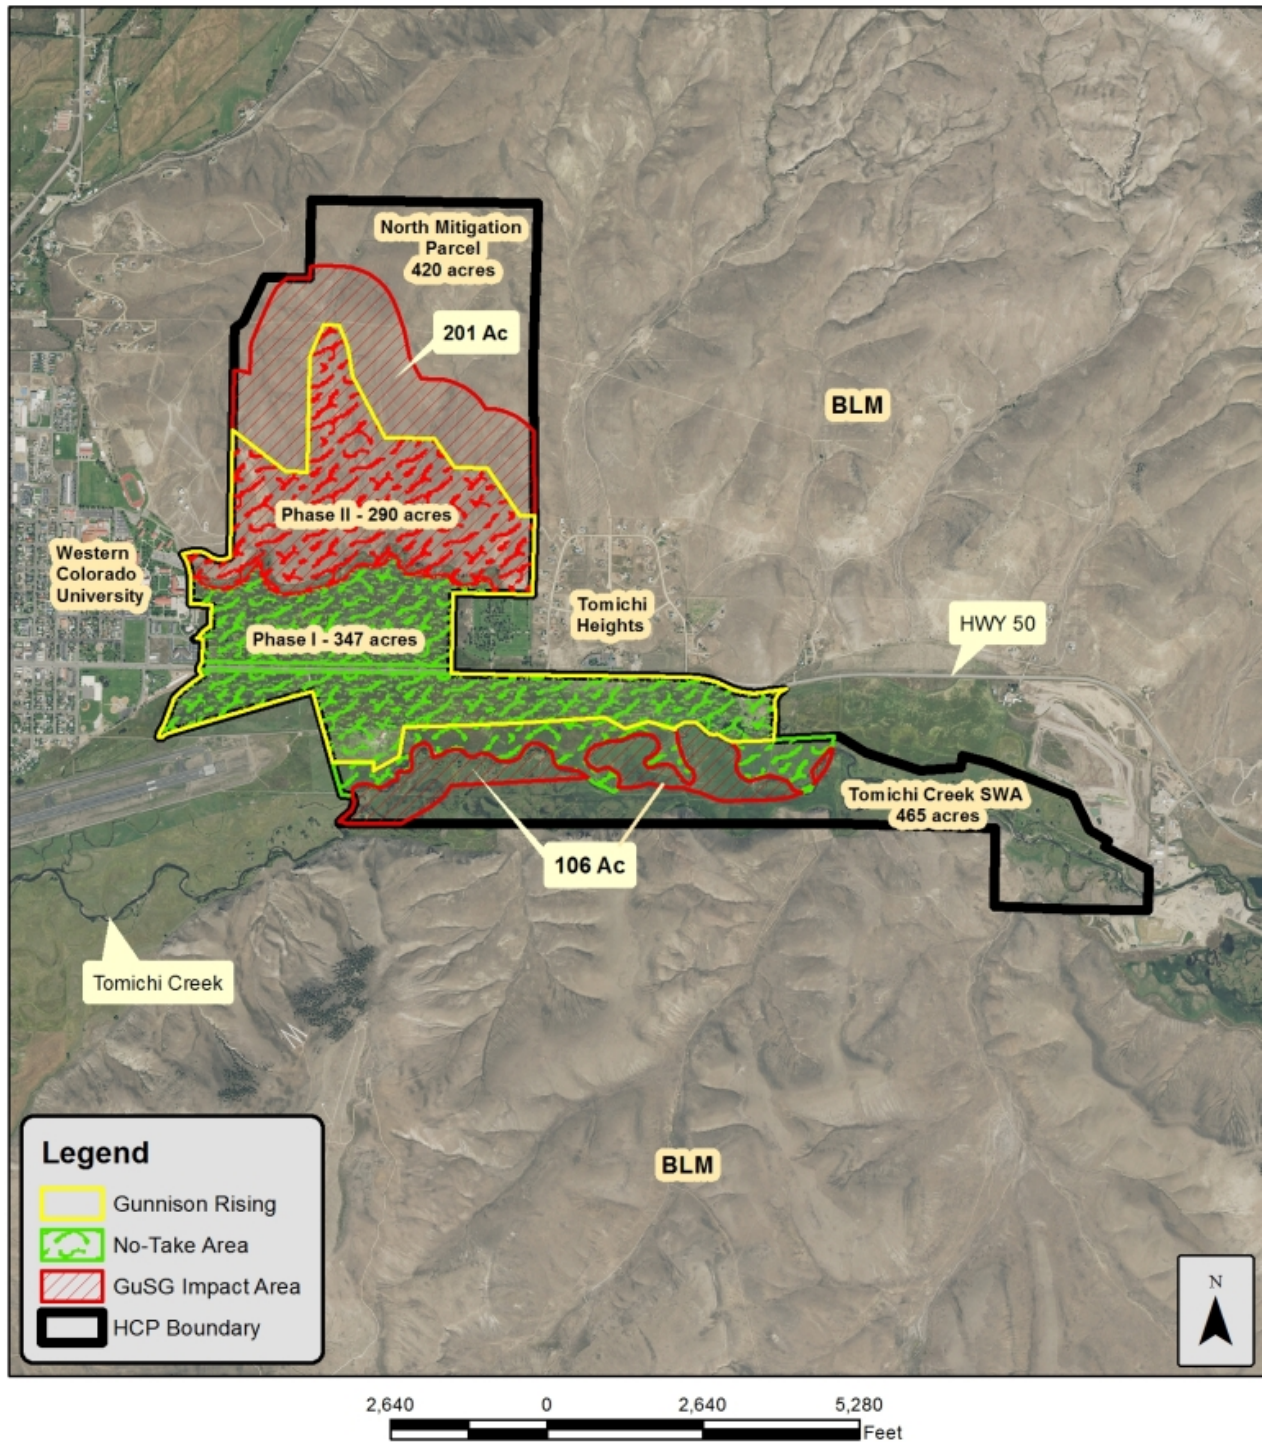 North Mitigation
Parcel
420 acres
201 Ac
BLM
Phase II - 290 acres
Western
Colorado
University
Tomichi
Heights
HWY 50
Phase I - 347 acres
Tomichi Creek SWA
465 acres
106 Ac
Tomichi Creek
BLM
Legend
Gunnison Rising
No-Take Area
GuSG Impact Area
HCP Boundary
N
2,640 0 2,640 5,280
Feet